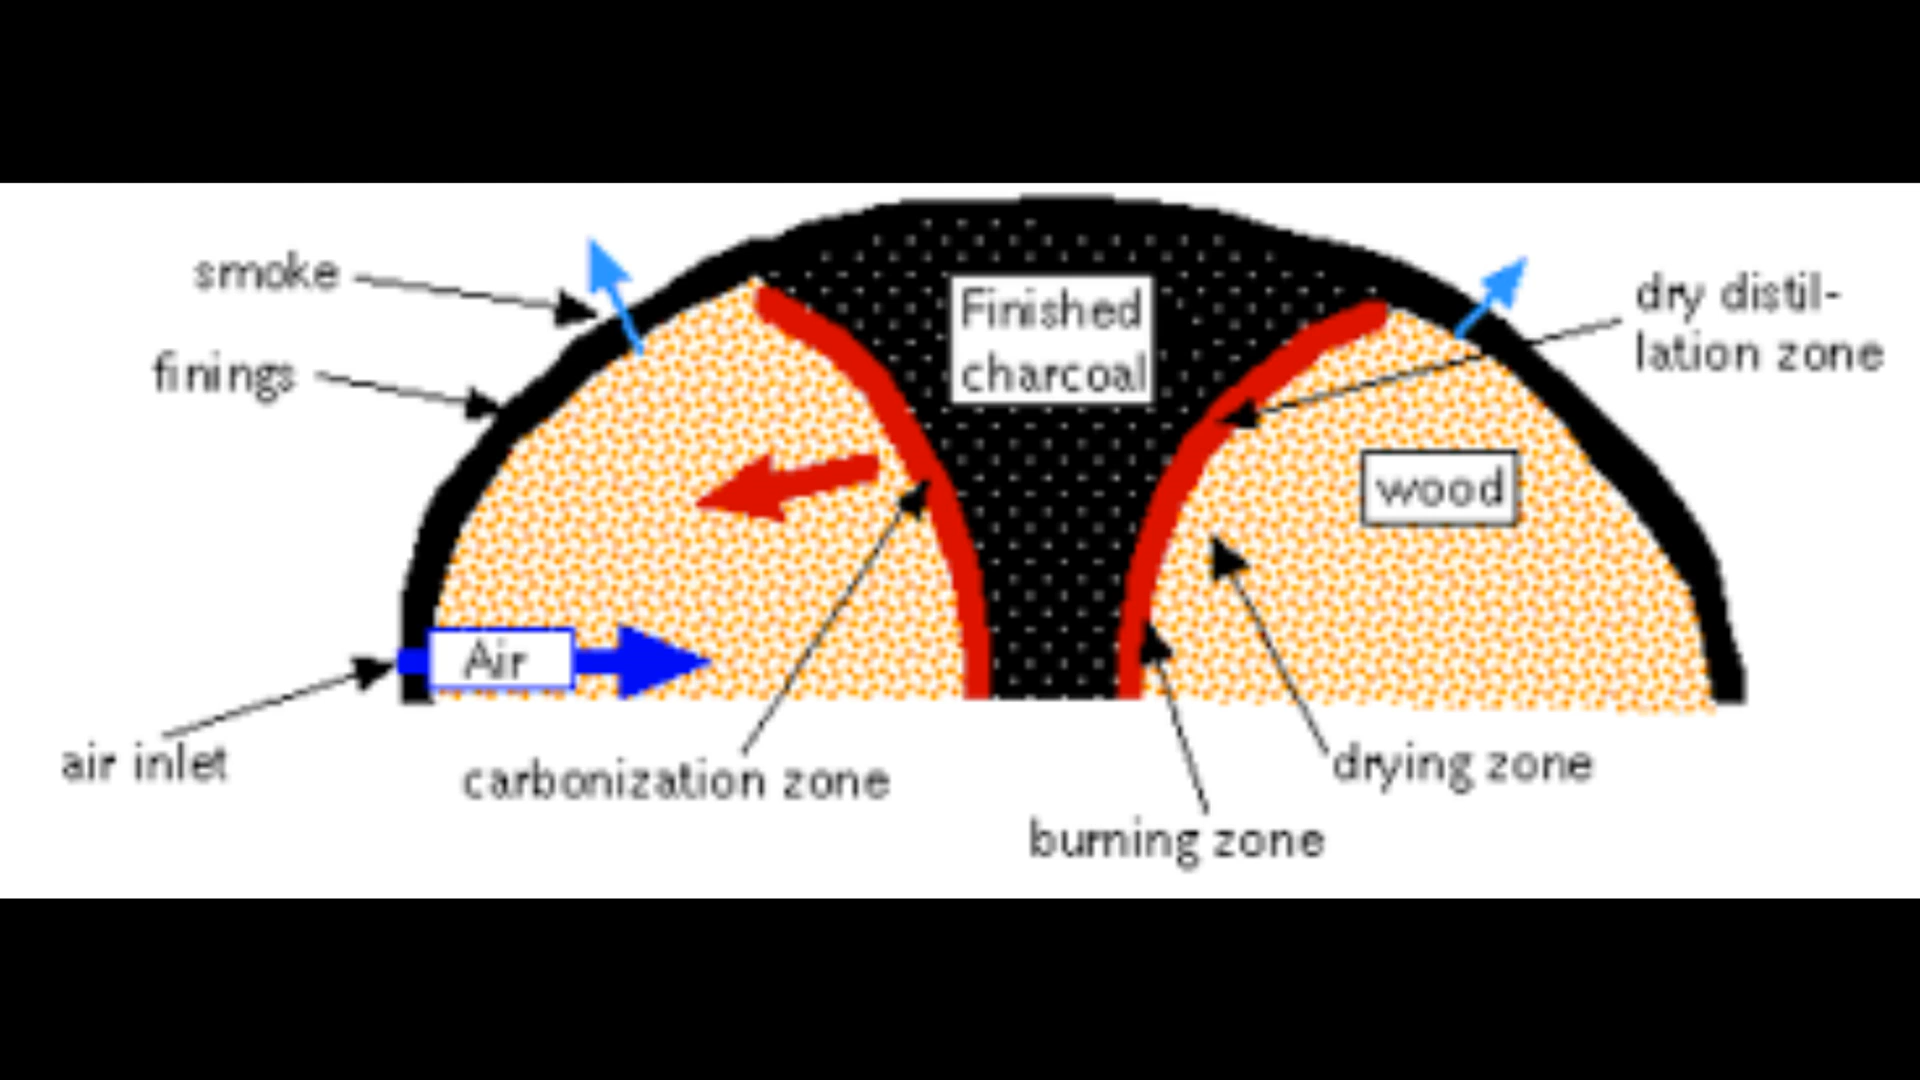 smoke
finings
Finished
charcoal
dry distil-
lation zone
wood
Air
air inlet
carbonization zone
drying zone
burning zone